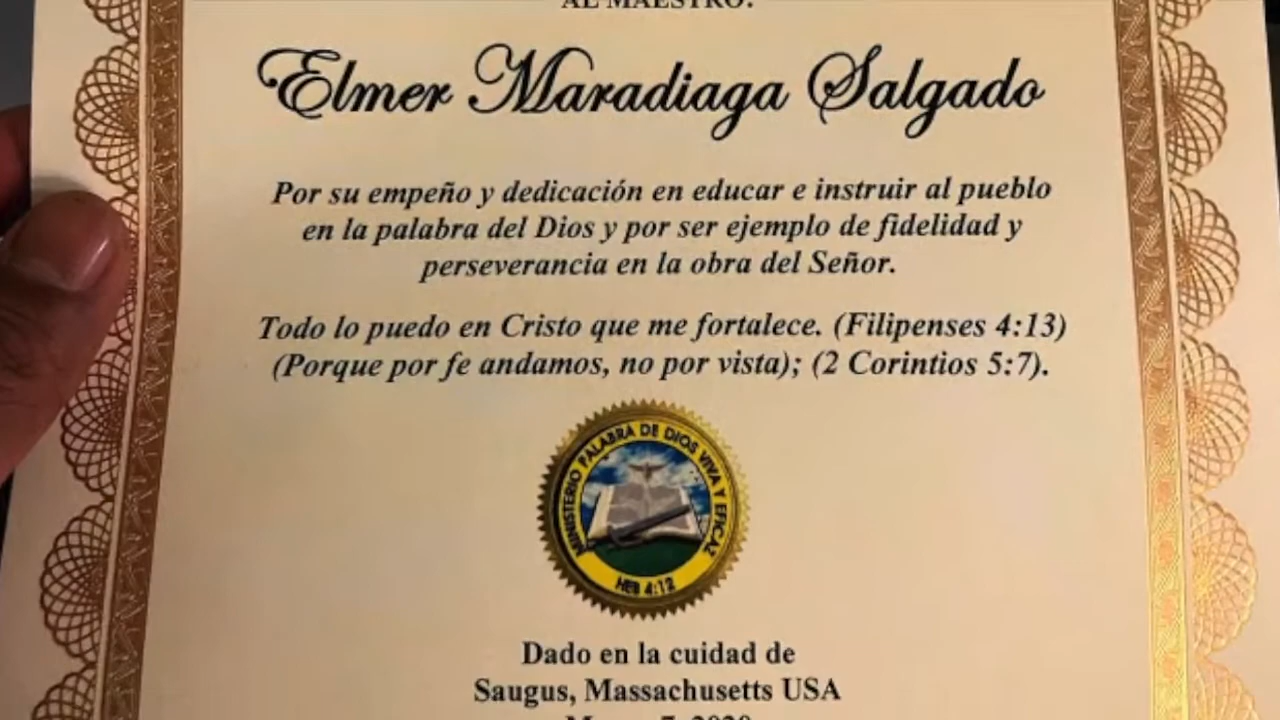 AL MAESTRO:
Elmer Maradiaga Salgado
Por su empeño y dedicación en educar e instruir al pueblo
en la palabra del Dios y por ser ejemplo de fidelidad y
perseverancia en la obra del Señor.
Todo lo puedo en Cristo que me fortalece. (Filipenses 4:13)
(Porque por fe andamos, no por vista); (2 Corintios 5:7).
MINISTERIO PALABRA DE DIOS VIVA Y EFICAZ
HEB 4:12
Dado en la cuidad de
Saugus, Massachusetts USA